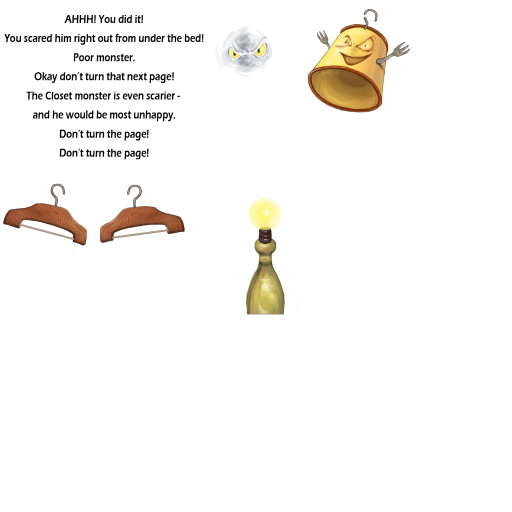 AHHH! You did it!
You scared him right out from under the bed!
Poor monster.
Okay don't turn that next page!
The Closet monster is even scarier -
and he would be most unhappy.
Don't turn the page!
Don't turn the page!